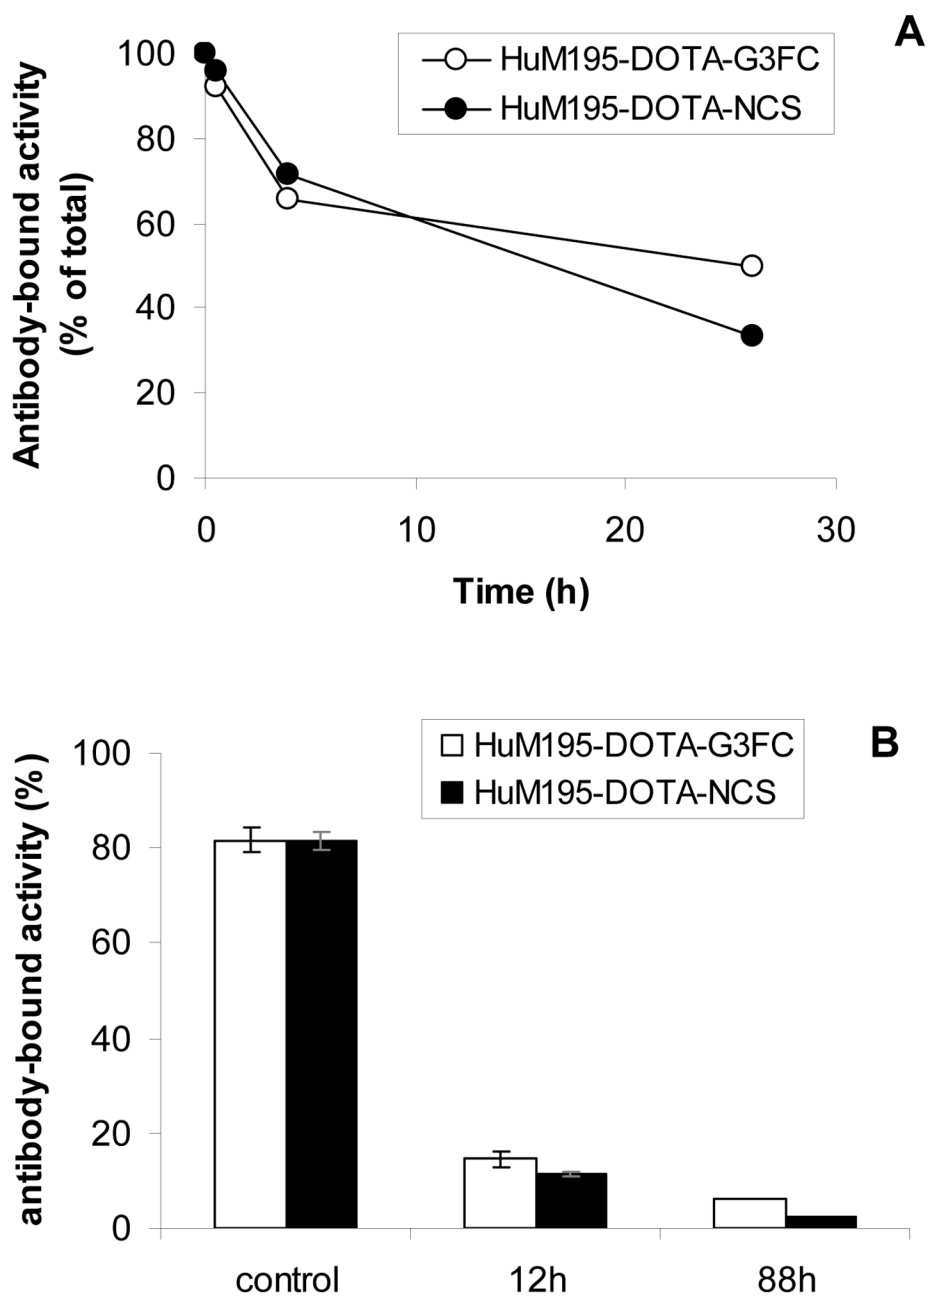 A
HuM195-DOTA-G3FC
HuM195-DOTA-NCS
Antibody-bound activity
(% of total)
100
80
60
40
20
0
0 10 20 30
Time (h)
B
HuM195-DOTA-G3FC
HuM195-DOTA-NCS
antibody-bound activity (%)
100
80
60
40
20
0
control 12h 88h